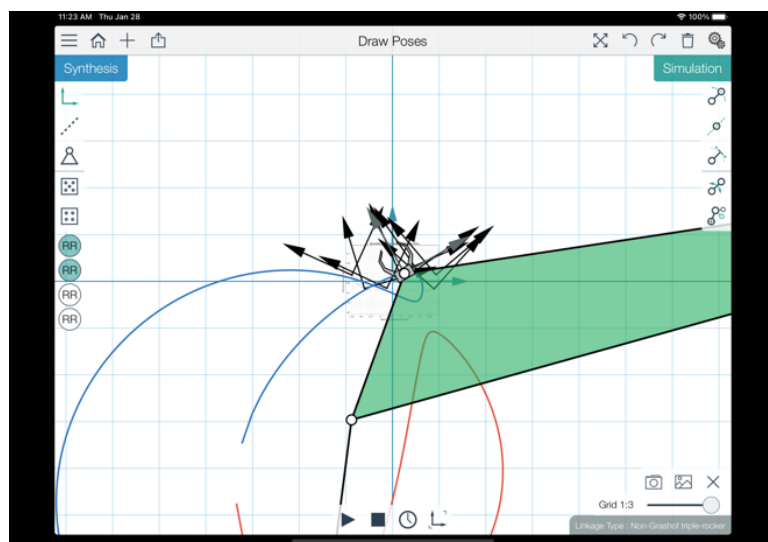 11:23 AM Thu Jan 28
100%
Draw Poses
Synthesis
Simulation
RR
RR
RR
RR
Grid 1:3
Linkage Type : Non-Grashof triple-rocker